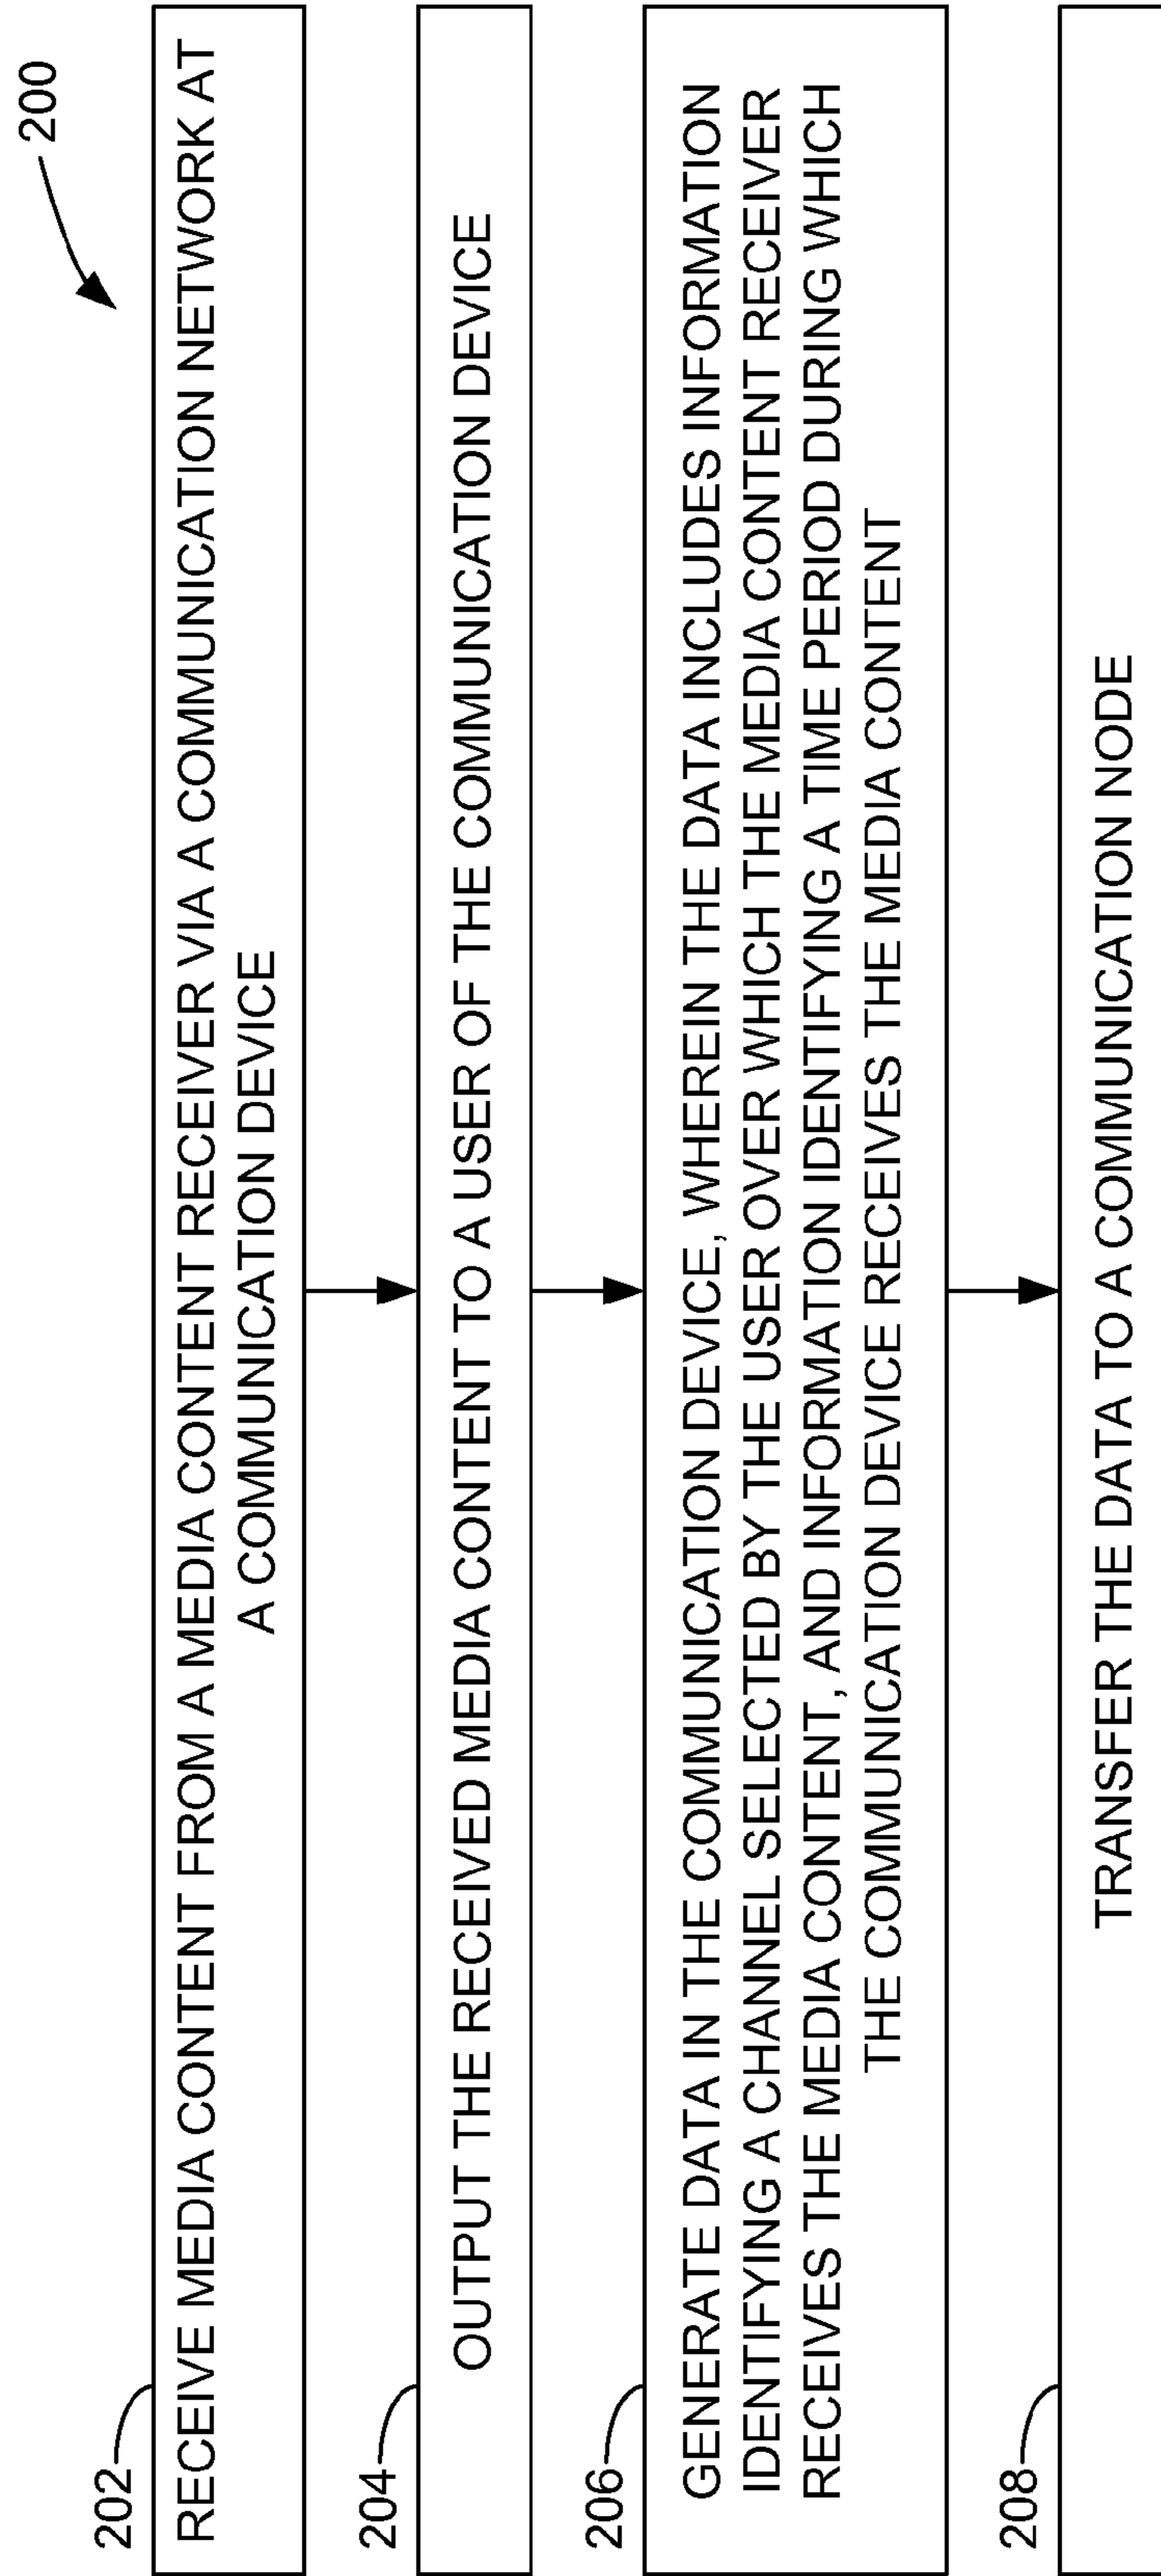 200
202
RECEIVE MEDIA CONTENT FROM A MEDIA CONTENT RECEIVER VIA A COMMUNICATION NETWORK AT
A COMMUNICATION DEVICE
204
OUTPUT THE RECEIVED MEDIA CONTENT TO A USER OF THE COMMUNICATION DEVICE
206
GENERATE DATA IN THE COMMUNICATION DEVICE, WHEREIN THE DATA INCLUDES INFORMATION
IDENTIFYING A CHANNEL SELECTED BY THE USER OVER WHICH THE MEDIA CONTENT RECEIVER
RECEIVES THE MEDIA CONTENT, AND INFORMATION IDENTIFYING A TIME PERIOD DURING WHICH
THE COMMUNICATION DEVICE RECEIVES THE MEDIA CONTENT
208
TRANSFER THE DATA TO A COMMUNICATION NODE